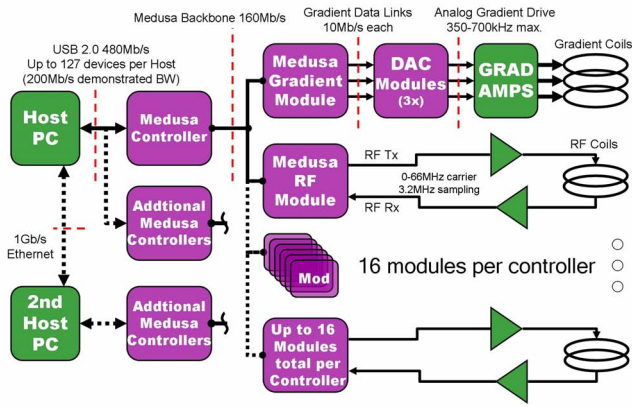 Medusa Backbone 160Mb/s
Gradient Data Links
10Mb/s each
Analog Gradient Drive
350-700kHz max.
USB 2.0 480Mb/s
Up to 127 devices per Host
(200Mb/s demonstrated BW)
Gradient Coils
Host
PC
Medusa
Controller
Medusa
Gradient
Module
DAC
Modules
(3x)
GRAD
AMPS
Medusa
RF
Module
RF Tx
0-66MHz carrier
3.2MHz sampling
RF Rx
RF Coils
Addtional
Medusa
Controllers
1Gb/s
Ethernet
Mod
16 modules per controller
2nd
Host
PC
Addtional
Medusa
Controllers
Up to 16
Modules
total per
Controller